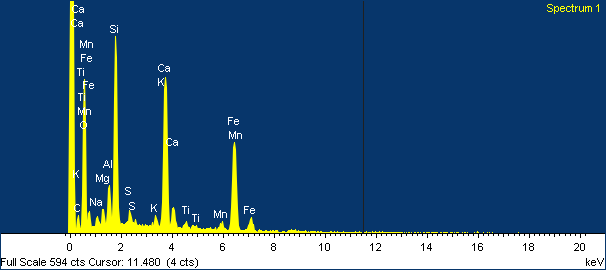 Spectrum 1
Ca
Ca
Si
Mn
Fe
Ti
Fe
Ti
Mn
O
K
C
Na
Mg
Al
S
S
K
Ca
K
Ca
Ti
Ti
Mn
Fe
Mn
Fe
0 2 4 6 8 10 12 14 16 18 20
Full Scale 594 cts Cursor: 11.480 (4 cts) keV